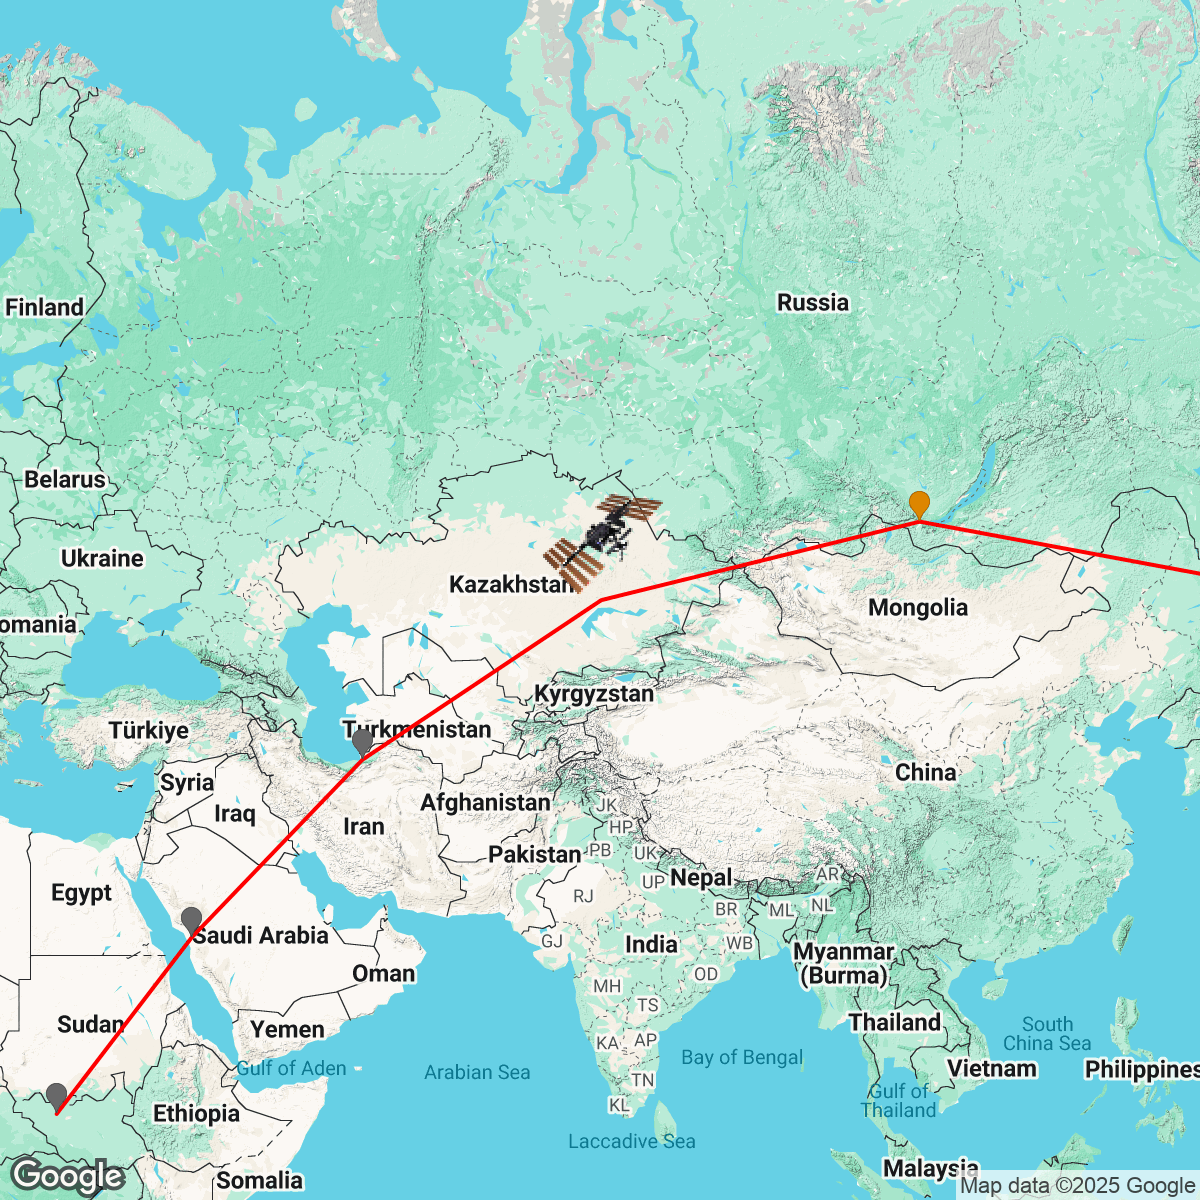 Russia
Finland
Belarus
Ukraine
Kazakhstan
Mongolia
omania
Kyrgyzstan
Türkiye
Turkmenistan
China
Syria
Iraq
Afghanistan
JK
Iran
HP
Pakistan
PB
UK
Nepal
AR
UP
Egypt
RJ
BR
ML
NL
Saudi Arabia
GJ
India
WB
Myanmar
(Burma)
Oman
OD
MH
TS
Sudan
Yemen
Thailand
South
China Sea
KA
AP
Bay of Bengal
Gulf of Aden
Arabian Sea
Vietnam
Philippines
TN
Gulf of
Thailand
KL
Ethiopia
Laccadive Sea
Malaysia
Somalia
Google
Map data ©2025 Google